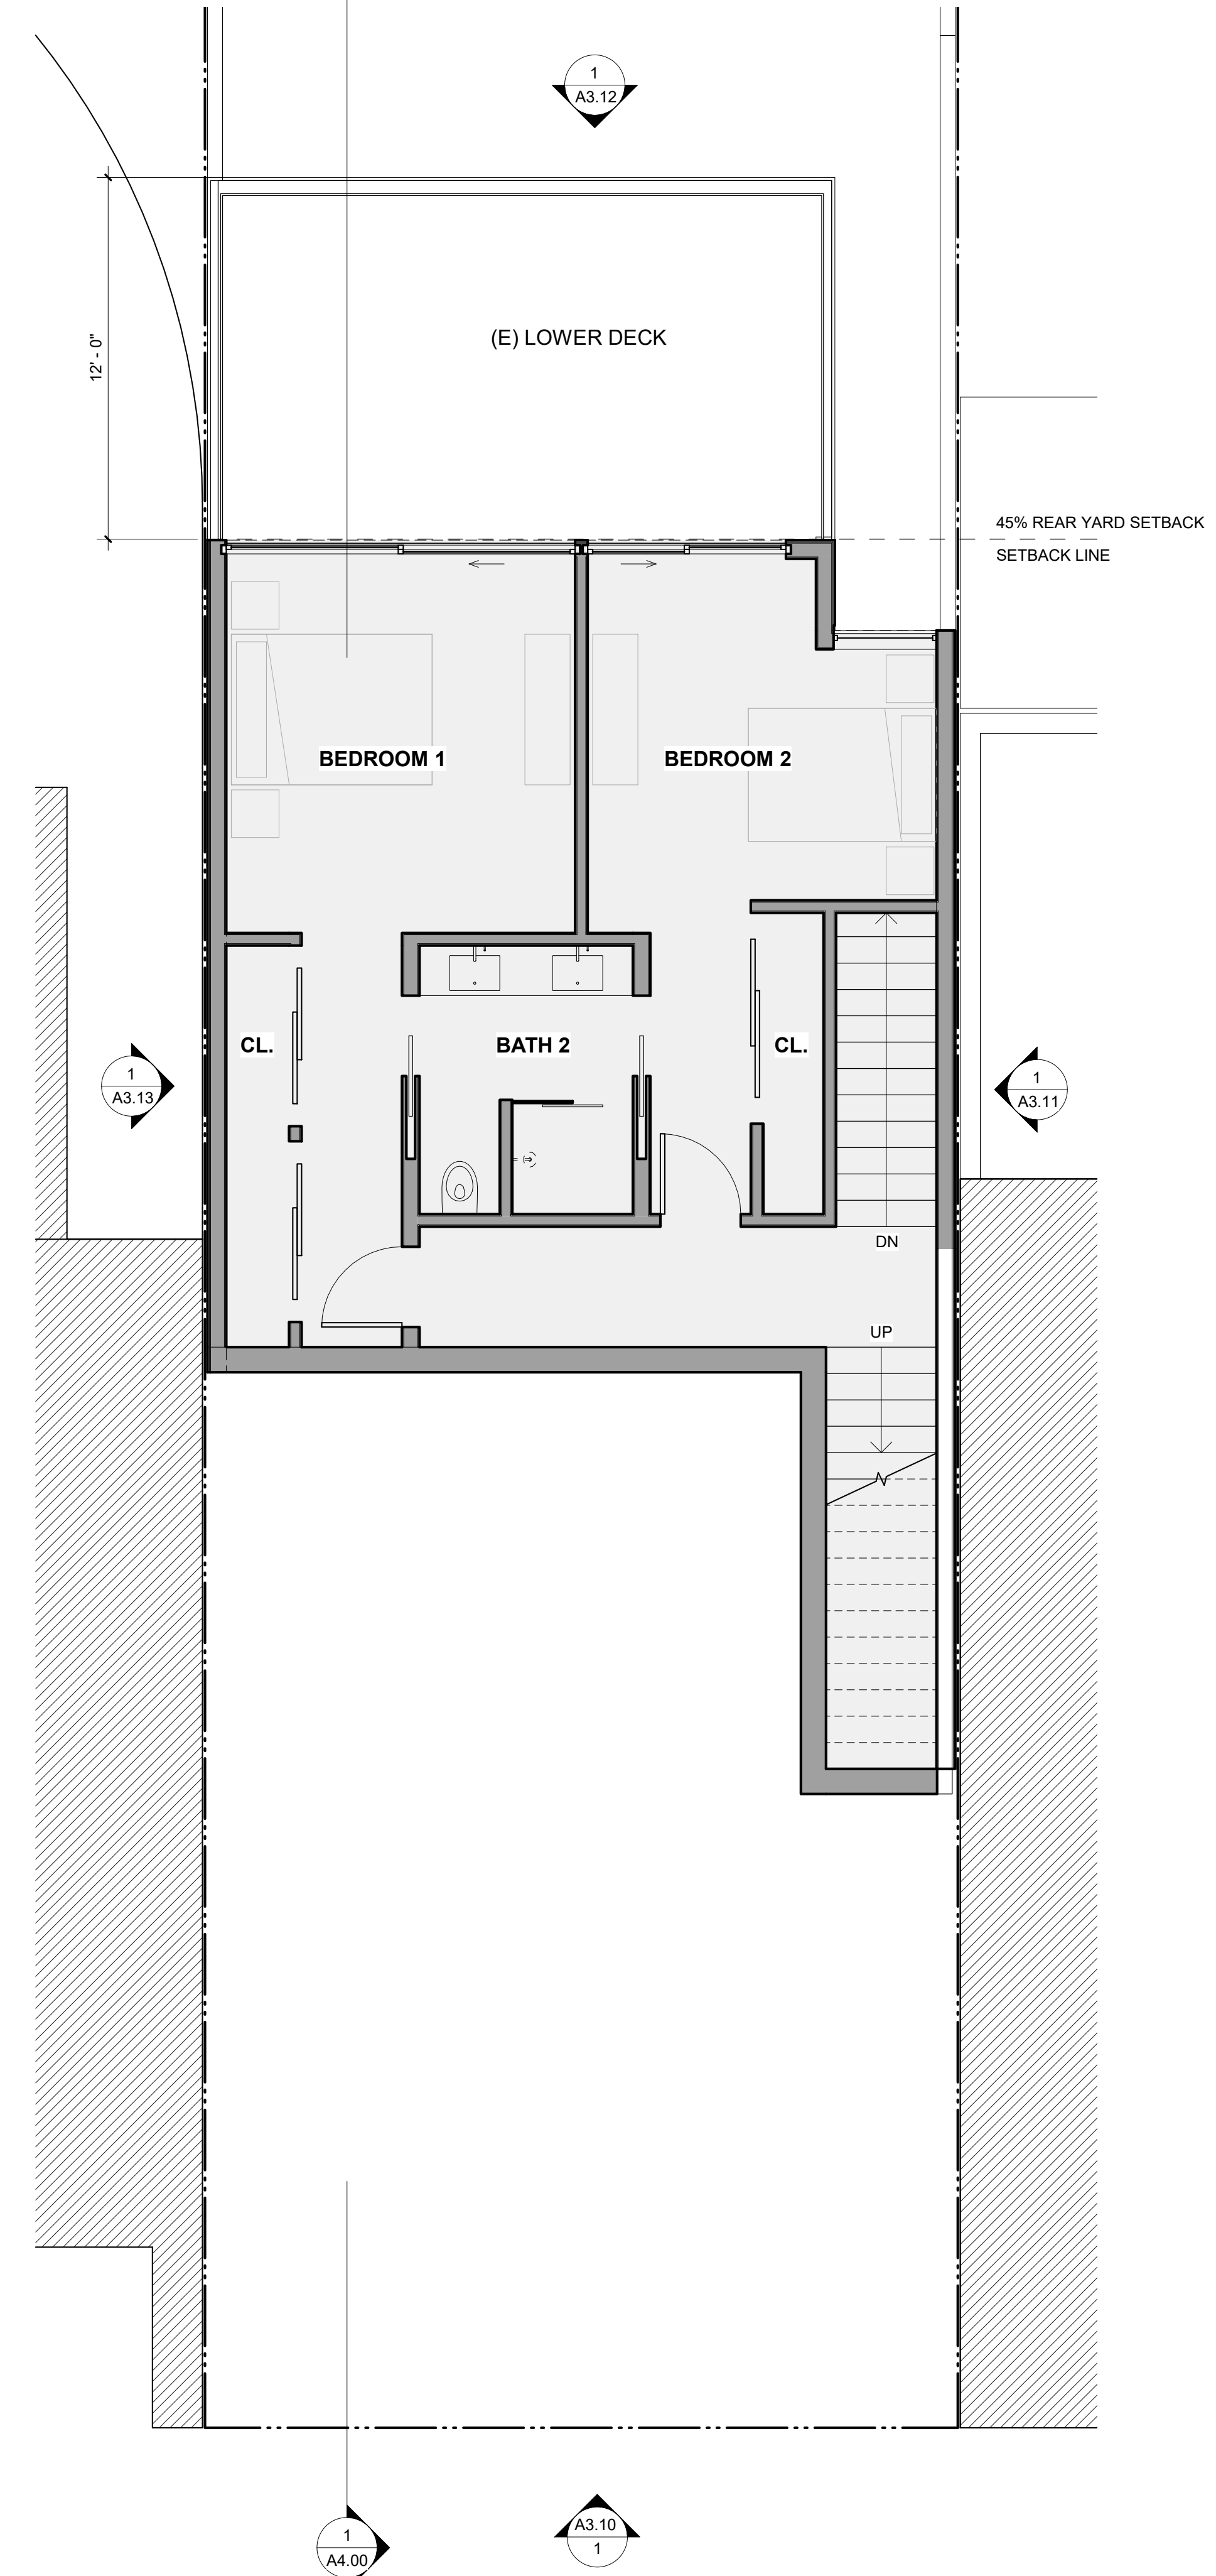 1
A3.12
12' - 0"
(E) LOWER DECK
45% REAR YARD SETBACK
SETBACK LINE
BEDROOM 1
BEDROOM 2
CL.
BATH 2
CL.
1
A3.13
1
A3.11
DN
UP
1
A4.00
A3.10
1